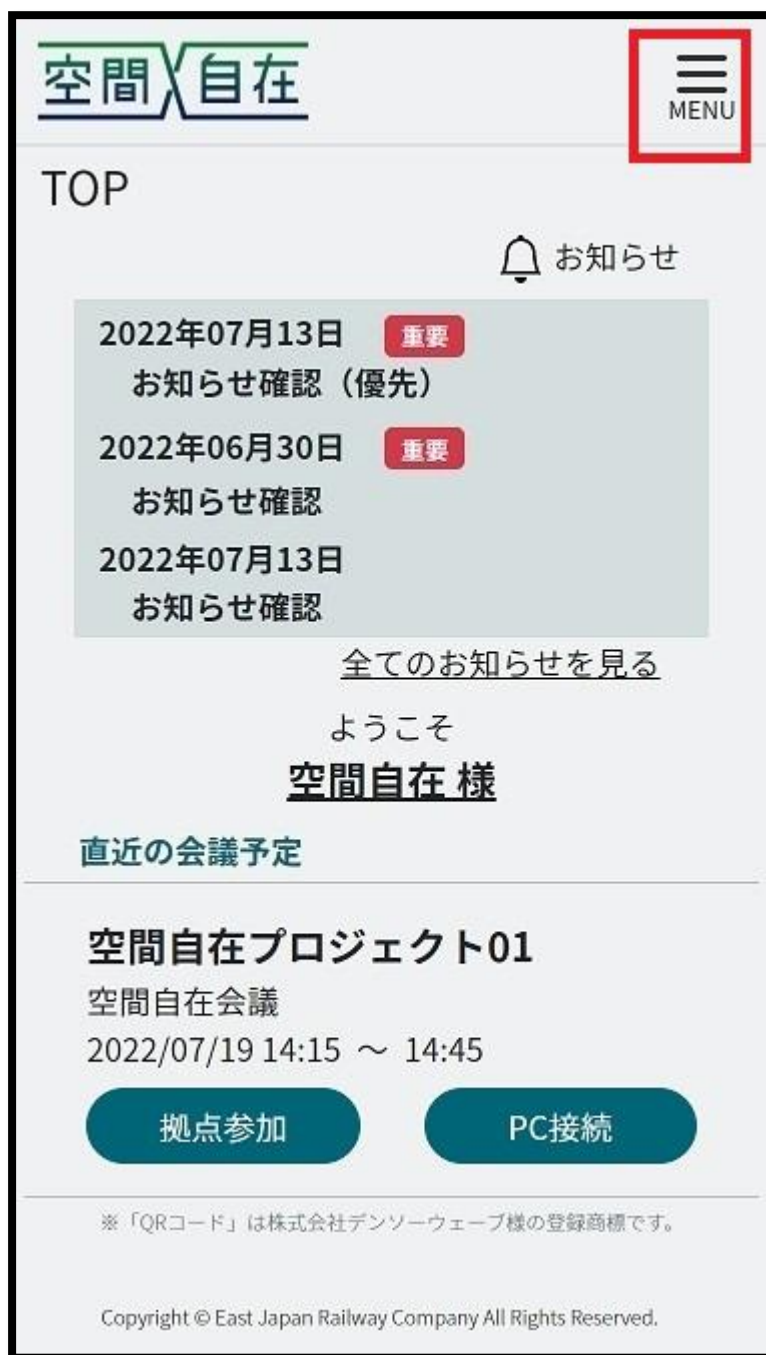 空間自在
MENU
TOP
お知らせ
2022年07月13日 重要
お知らせ確認（優先）
2022年06月30日 重要
お知らせ確認
2022年07月13日
お知らせ確認
全てのお知らせを見る
ようこそ
空間自在 様
直近の会議予定
空間自在プロジェクト01
空間自在会議
2022/07/19 14:15 ～ 14:45
拠点参加 PC接続
※「QRコード」は株式会社デンソーウェーブ様の登録商標です。
Copyright © East Japan Railway Company All Rights Reserved.